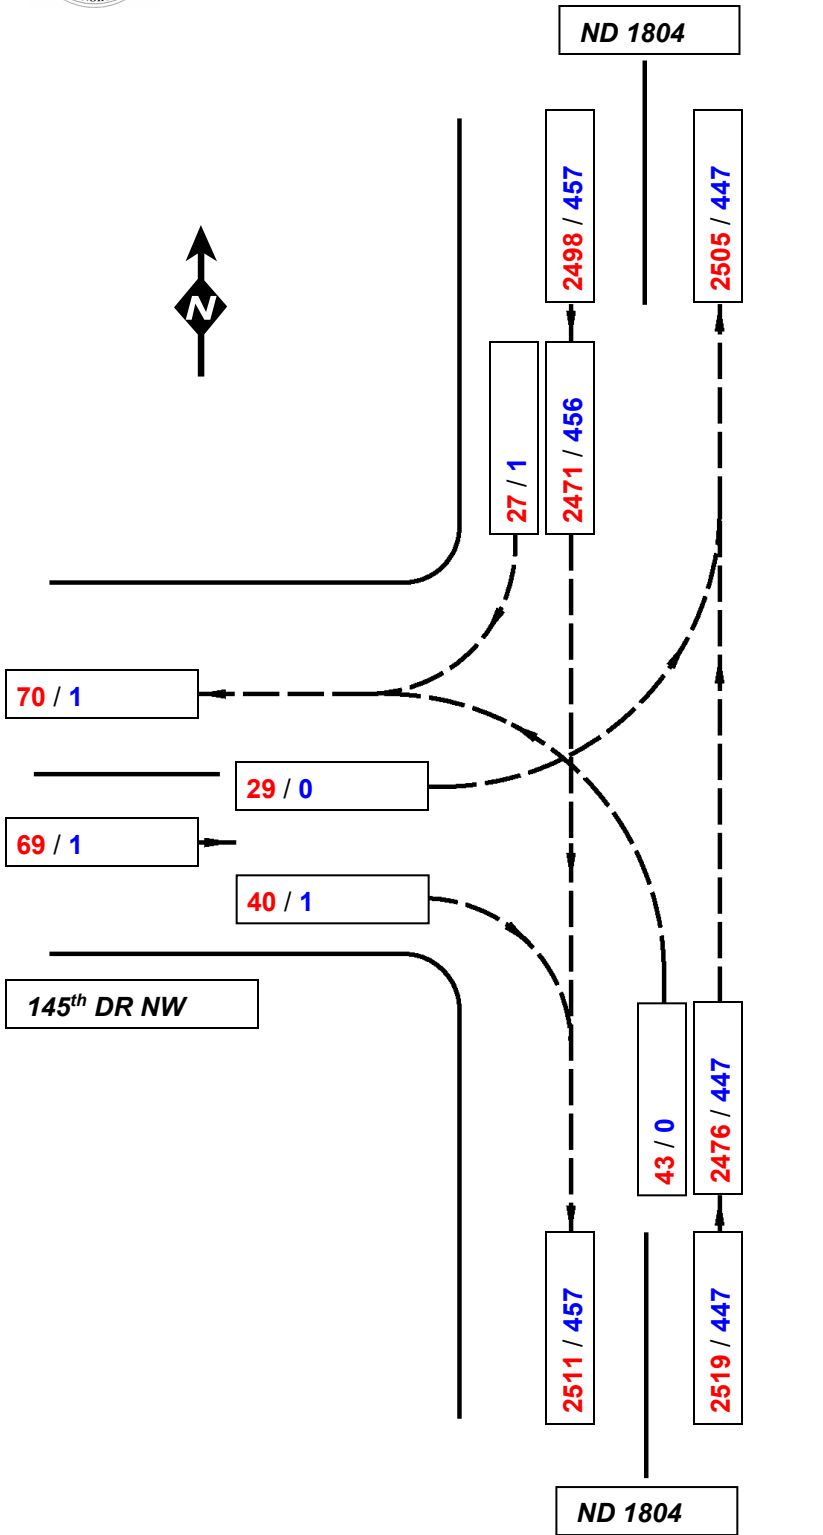 ND 1804
2498 / 457
2505 / 447
27 / 1
2471 / 456
N
70 / 1
29 / 0
69 / 1
40 / 1
145th DR NW
43 / 0
2476 / 447
2511 / 457
2519 / 447
ND 1804